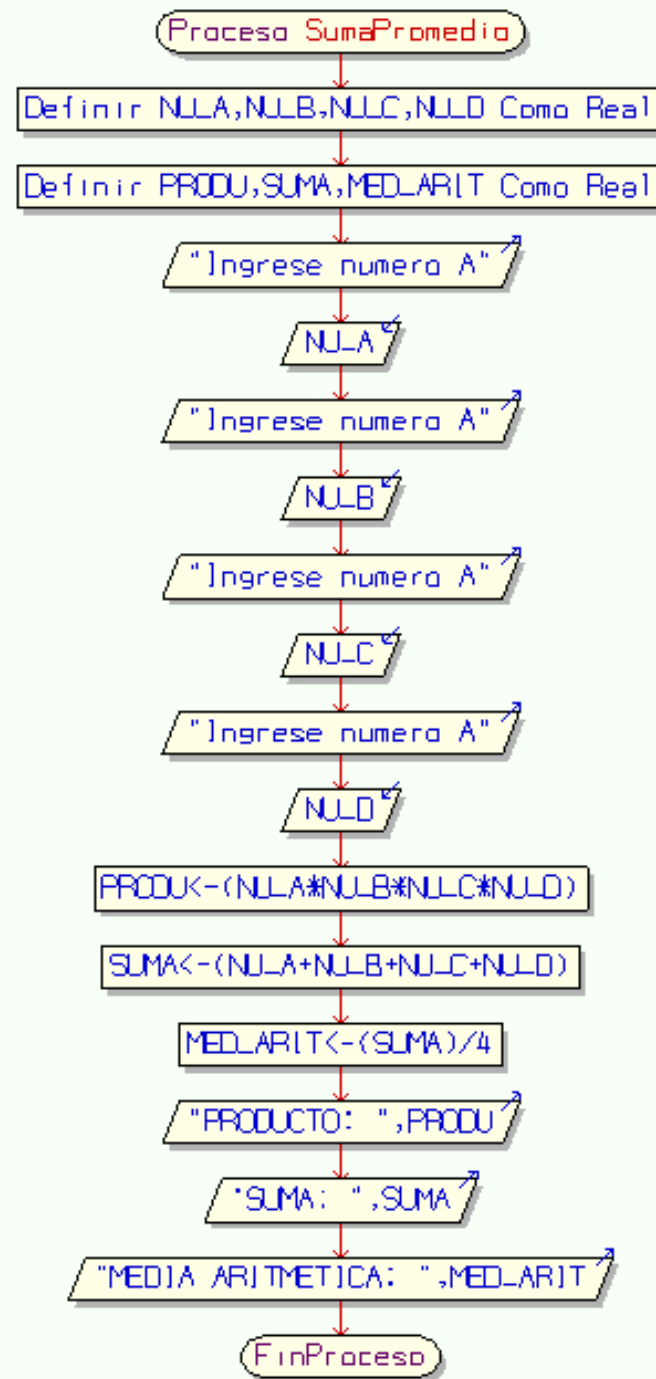 Proceso SumaPromedio
Definir NU_A,NU_B,NU_C,NU_D Como Real
Definir PRODU,SUMA,MED_ARIT Como Real
"Ingrese numero A"
NU_A
"Ingrese numero A"
NU_B
"Ingrese numero A"
NU_C
"Ingrese numero A"
NU_D
PRODU<-(NU_A*NU_B*NU_C*NU_D)
SUMA<-(NU_A+NU_B+NU_C+NU_D)
MED_ARIT<-(SUMA)/4
"PRODUCTO: ",PRODU
"SUMA: ",SUMA
"MEDIA ARITMETICA: ",MED_ARIT
FinProceso